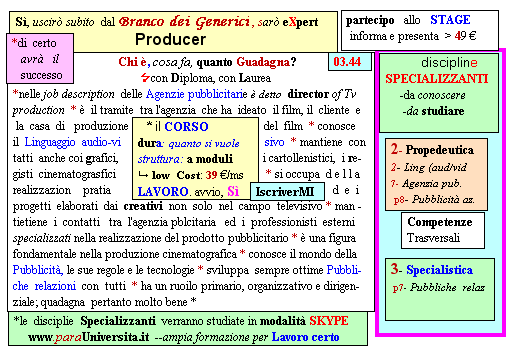 Sì, uscirò subito dal Branco dei Generici, sarò eXpert
Producer
partecipo allo STAGE
informa e presenta > 49 €
*di certo
avrà il
successo
Chi è, cosa fa, quanto Guadagna?
con Diploma, con Laurea
03.44
*nelle job description delle Agenzie pubblicitarie è detto director of Tv
production * è il tramite tra l'agenzia che ha ideato il film, il cliente e
la casa di produzione
del film * conosce
il Linguaggio audio-vi
sivo * mantiene con
tatti anche coi grafici,
i cartollenistici, i re-
gisti cinematografici
* si occupa della
realizzazion pratia
dei
* il CORSO
dura: quanto si vuole
struttura: a moduli
↳ low Cost: 39 €/ms
LAVORO, avvio, Sì
IscriverMI
progetti elaborati dai creativi non solo nel campo televisivo * man -
tietiene i contatti tra l'agenzia pblcitaria ed i professionti esterni
specializzati nella realizzazione del prodotto pubblicitario * è una figura
fondamentale nella produzione cinematografica * conosce il mondo della
Pubblicità, le sue regole e le tecnologie * sviluppa sempre ottime Pubbli-
che relazioni con tutti * ha un ruoilo primario, organizzativo e dirigen-
ziale; quadagna pertanto molto bene *
discipline
SPECIALIZZANTI
-da conoscere
-da studiare
2- Propedeutica
2- Ling (aud/vid
7- Agenzia pub.
p8- Pubblicità az.
Competenze
Trasversali
3- Specialistica
p7- Pubbliche relaz
*le disciplie Specializzanti verranno studiate in modalità SKYPE
www.paraUniversita.it --ampia formazione per Lavoro certo